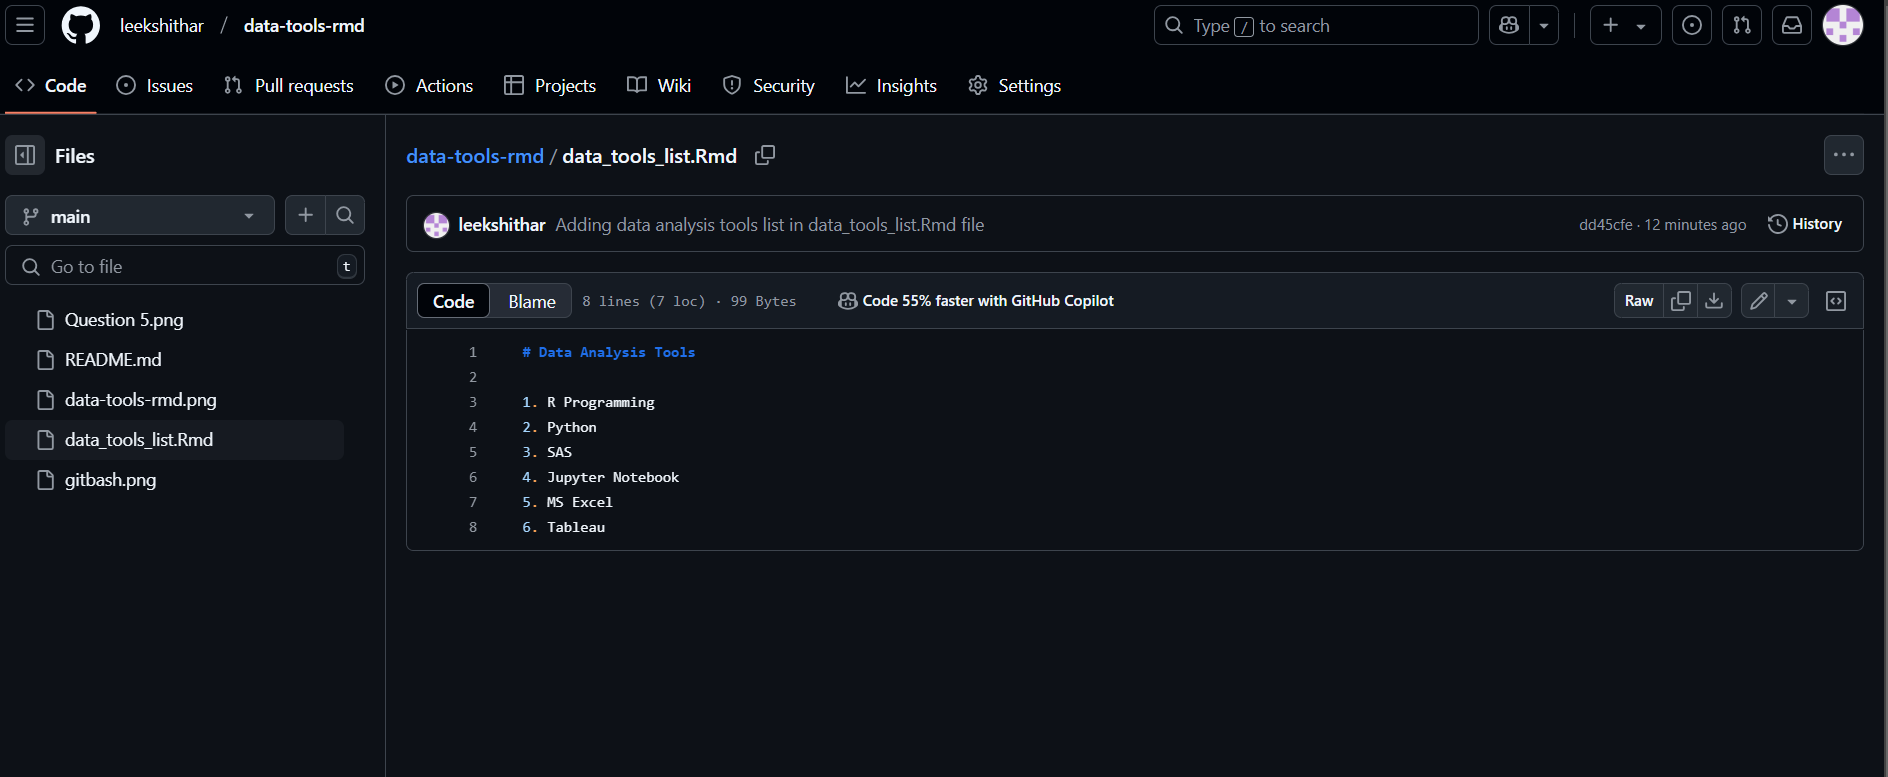 leekshithar / data-tools-rmd
Type / to search
Code
Issues
Pull requests
Actions
Projects
Wiki
Security
Insights
Settings
Files
main
Go to file
t
Question 5.png
README.md
data-tools-rmd.png
data_tools_list.Rmd
gitbash.png
data-tools-rmd / data_tools_list.Rmd
leekshithar Adding data analysis tools list in data_tools_list.Rmd file
dd45cfe · 12 minutes ago
History
Code
Blame
8 lines (7 loc) · 99 Bytes
Code 55% faster with GitHub Copilot
Raw
1 # Data Analysis Tools
2
3 1. R Programming
4 2. Python
5 3. SAS
6 4. Jupyter Notebook
7 5. MS Excel
8 6. Tableau